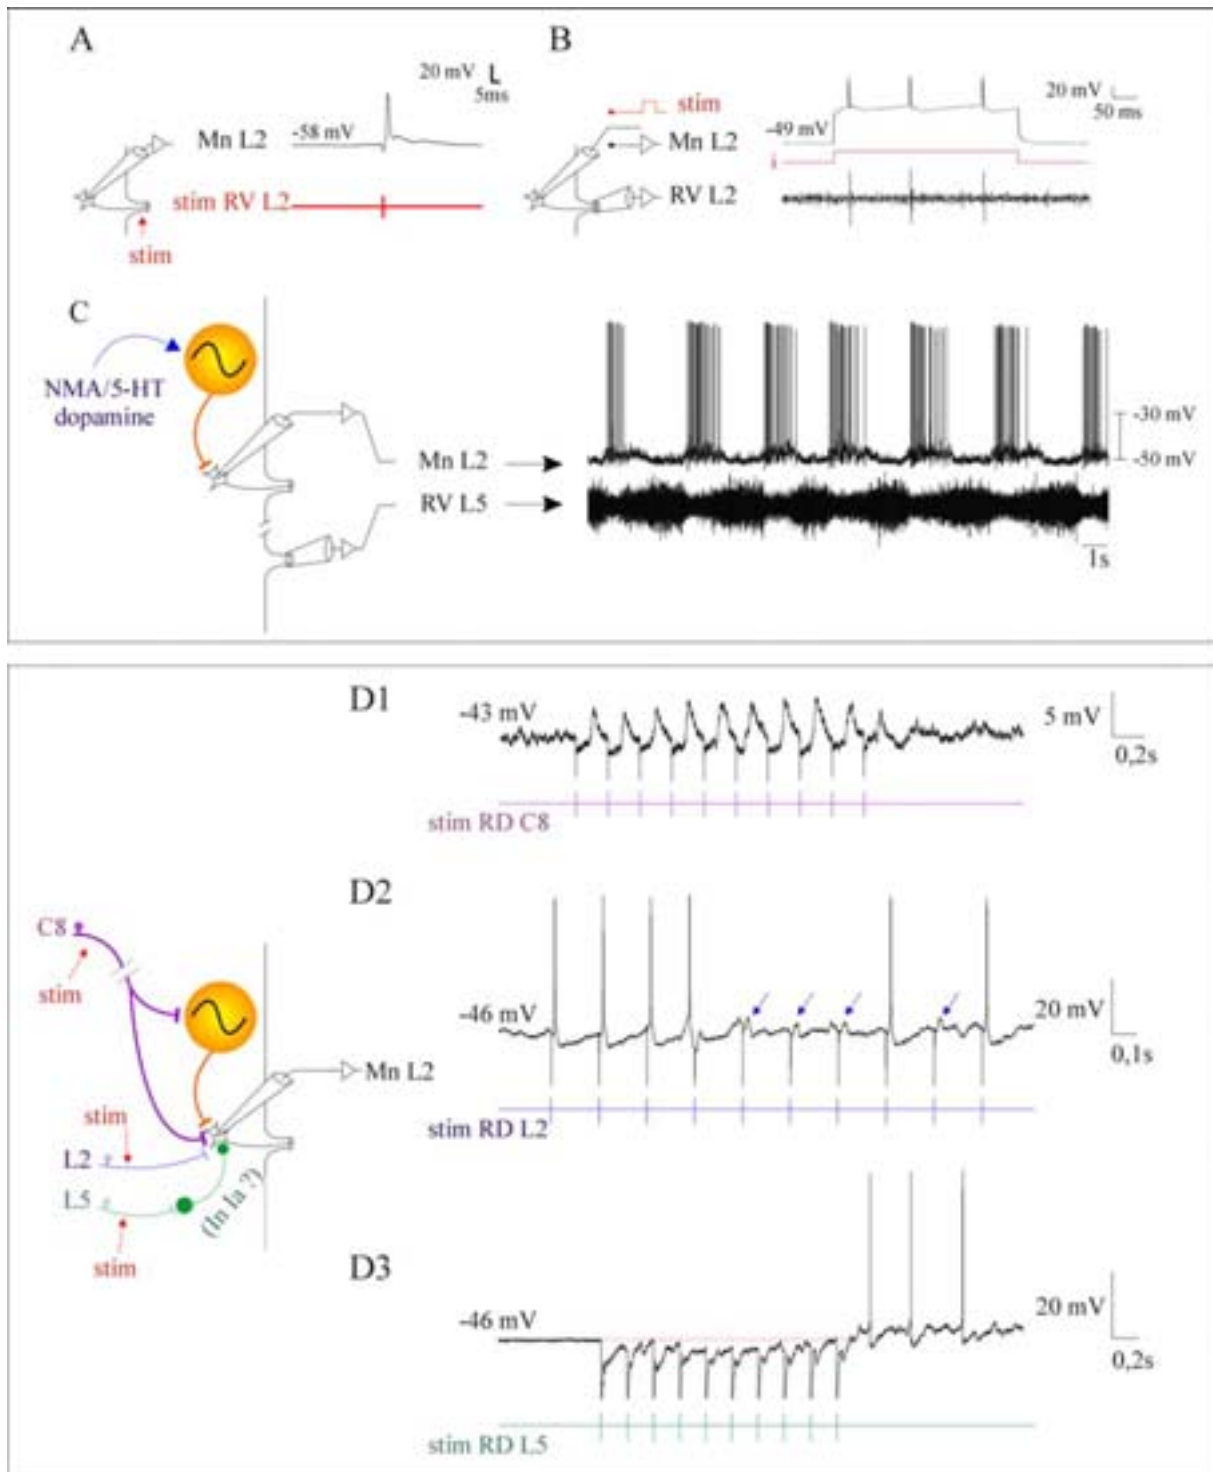 A
20 mV
5ms
-58 mV
Mn L2
stim RV L2
stim
B
stim
Mn L2
RV L2
-49 mV
i
20 mV
50 ms
C
NMA/5-HT
dopamine
Mn L2
RV L5
-30 mV
-50 mV
1s
D1
-43 mV
5 mV
0,2s
stim RD C8
D2
-46 mV
20 mV
0,1s
stim RD L2
C8
stim
Mn L2
stim
L2
L5
(In Ia ?)
stim
D3
-46 mV
20 mV
0,2s
stim RD L5